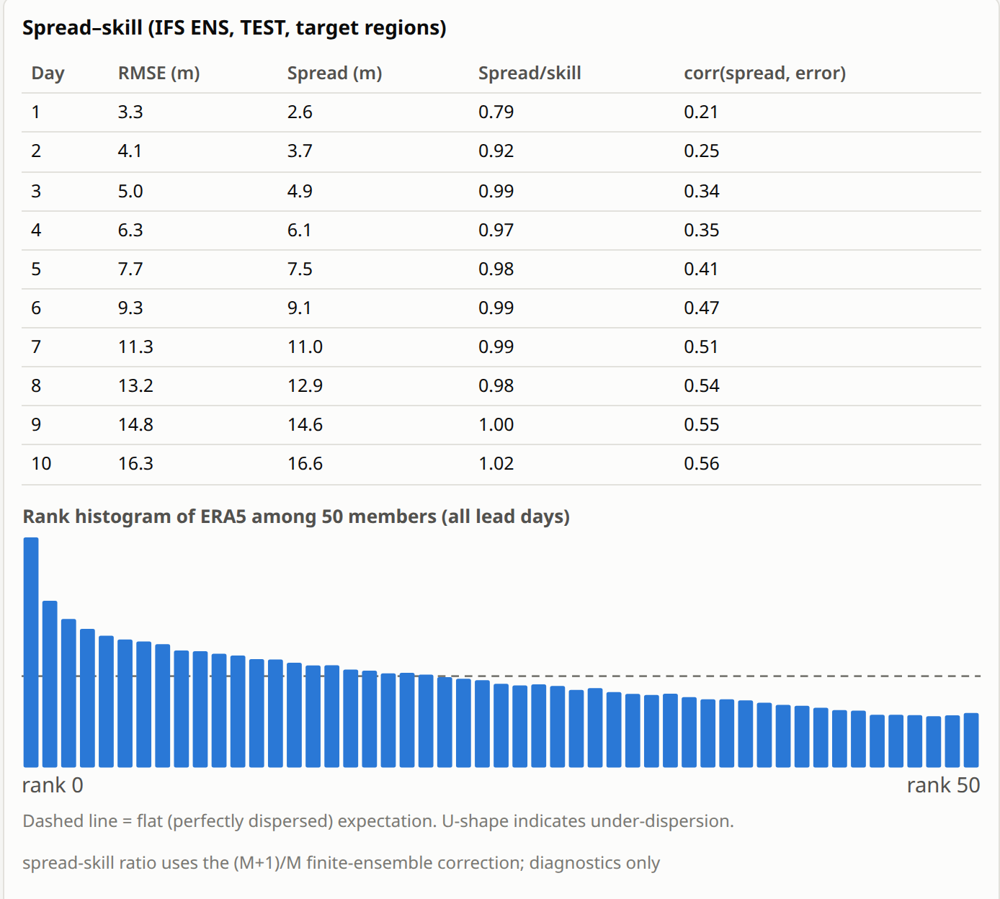 Spread–skill (IFS ENS, TEST, target regions)
Day RMSE (m) Spread (m) Spread/skill corr(spread, error)
1 3.3 2.6 0.79 0.21
2 4.1 3.7 0.92 0.25
3 5.0 4.9 0.99 0.34
4 6.3 6.1 0.97 0.35
5 7.7 7.5 0.98 0.41
6 9.3 9.1 0.99 0.47
7 11.3 11.0 0.99 0.51
8 13.2 12.9 0.98 0.54
9 14.8 14.6 1.00 0.55
10 16.3 16.6 1.02 0.56
Rank histogram of ERA5 among 50 members (all lead days)
rank 0 rank 50
Dashed line = flat (perfectly dispersed) expectation. U-shape indicates under-dispersion.
spread-skill ratio uses the (M+1)/M finite-ensemble correction; diagnostics only